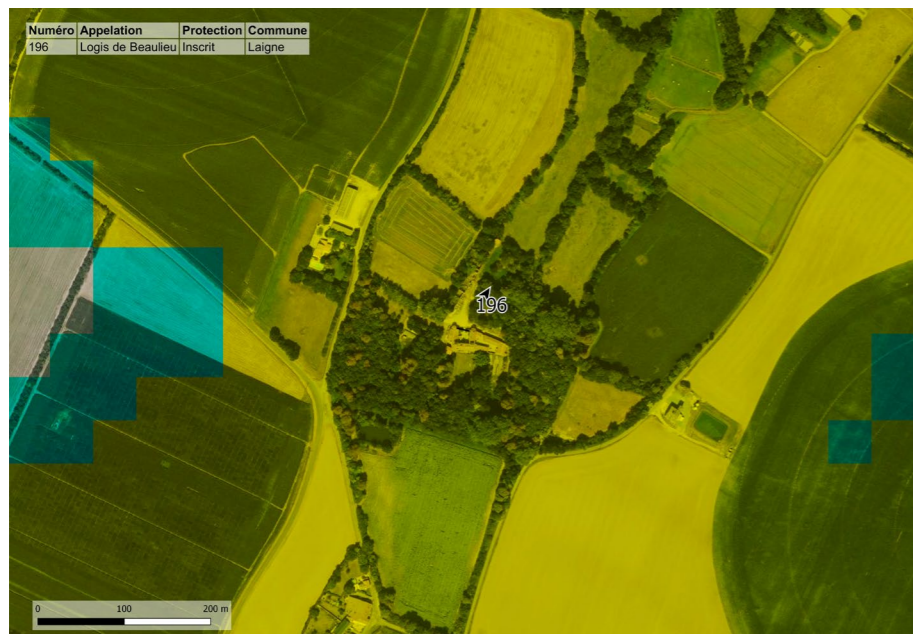 Numéro Appelation Protection Commune
196 Logis de Beaulieu Inscrit Laigne
196
0 100 200 m